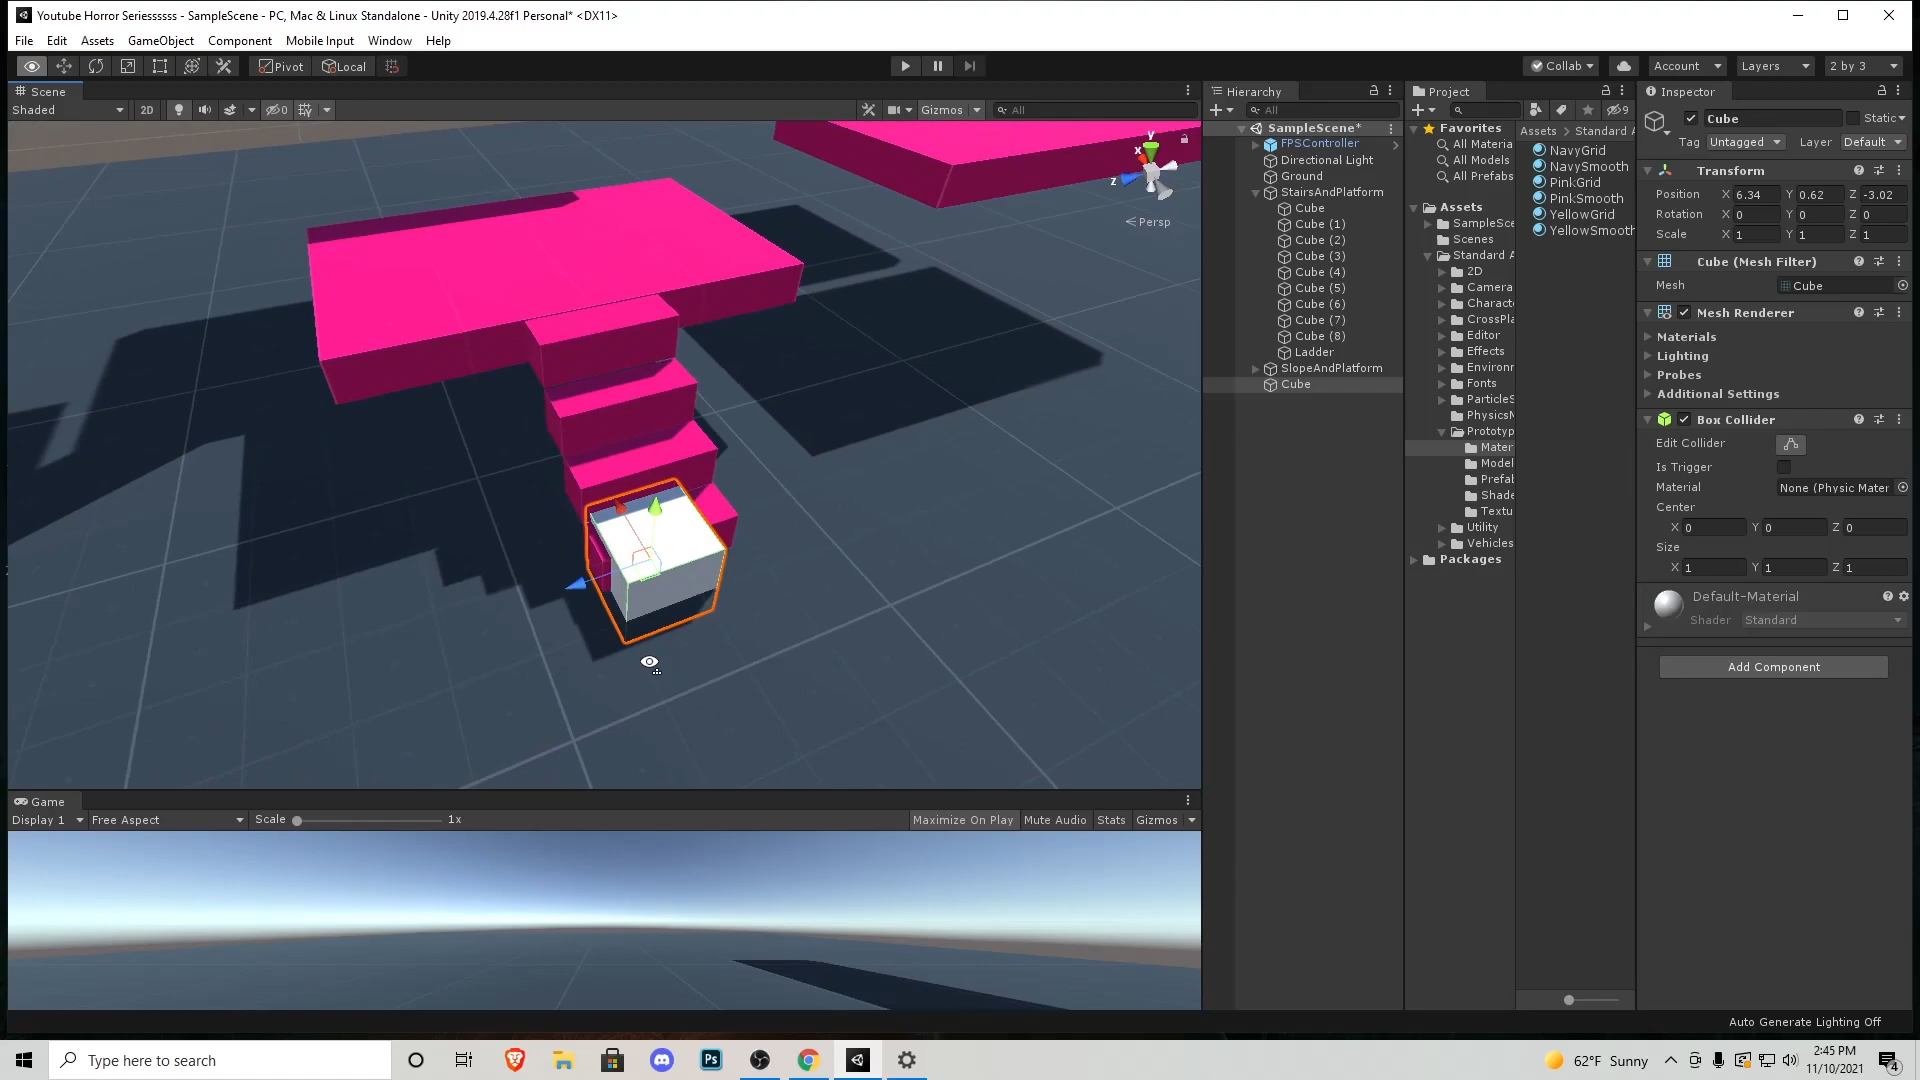 Youtube Horror Seriessssss - SampleScene - PC, Mac & Linux Standalone - Unity 2019.4.28f1 Personal* <DX11>
File Edit Assets GameObject Component Mobile Input Window Help
Pivot Local Collab Account Layers 2 by 3
Scene
Shaded 2D 0 Gizmos All
y
x
z
Persp
Game
Display 1 Free Aspect Scale 1x Maximize On Play Mute Audio Stats Gizmos
Hierarchy
All
SampleScene*
FPSController
Directional Light
Ground
StairsAndPlatform
Cube
Cube (1)
Cube (2)
Cube (3)
Cube (4)
Cube (5)
Cube (6)
Cube (7)
Cube (8)
Ladder
SlopeAndPlatform
Cube
Project
9
Favorites
All Materia
All Models
All Prefabs
Assets
SampleSce
Scenes
Standard A
2D
Camera
Charact
CrossPla
Editor
Effects
Environr
Fonts
ParticleS
PhysicsM
Prototyp
Mater
Model
Prefal
Shade
Textu
Utility
Vehicles
Packages
Assets > Standard A
NavyGrid
NavySmooth
PinkGrid
PinkSmooth
YellowGrid
YellowSmooth
Inspector
Cube Static
Tag Untagged Layer Default
Transform
Position X 6.34 Y 0.62 Z -3.02
Rotation X 0 Y 0 Z 0
Scale X 1 Y 1 Z 1
Cube (Mesh Filter)
Mesh Cube
Mesh Renderer
Materials
Lighting
Probes
Additional Settings
Box Collider
Edit Collider
Is Trigger
Material None (Physic Mater
Center
X 0 Y 0 Z 0
Size
X 1 Y 1 Z 1
Default-Material
Shader Standard
Add Component
Auto Generate Lighting Off
Type here to search
Ps
62°F Sunny
2:45 PM
11/10/2021
4